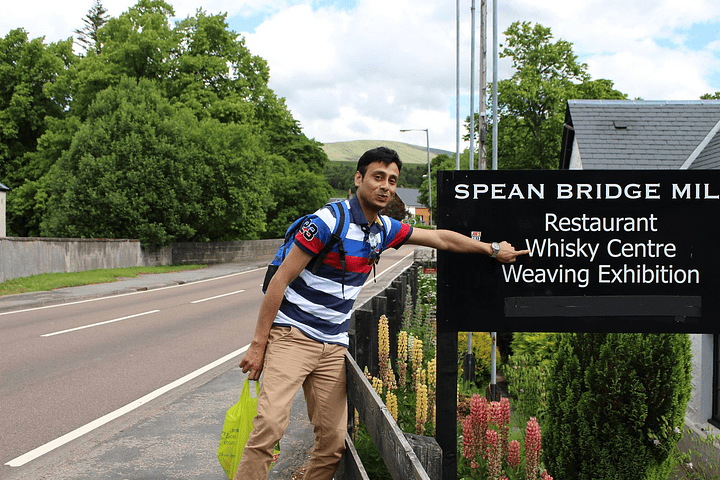 SPEAN BRIDGE MIL
Restaurant
Whisky Centre
Weaving Exhibition